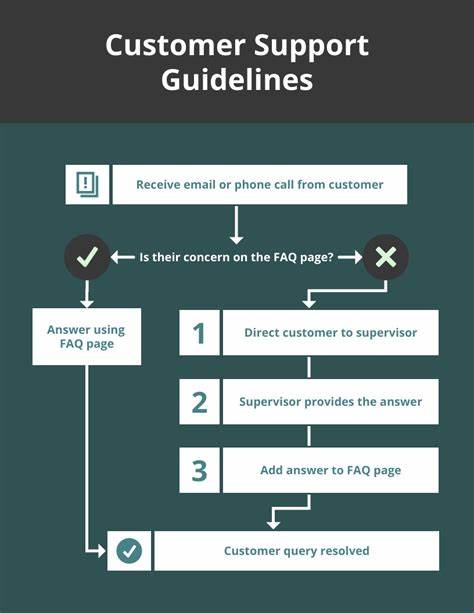 Customer Support
Guidelines
Receive email or phone call from customer
Is their concern on the FAQ page?
Answer using
FAQ page
1
Direct customer to supervisor
2
Supervisor provides the answer
3
Add answer to FAQ page
Customer query resolved